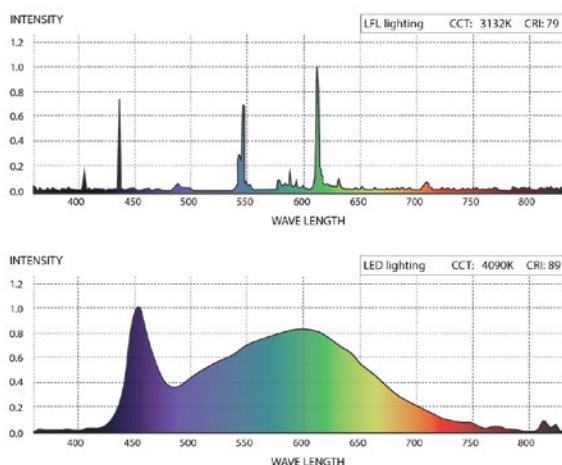 INTENSITY
LFL lighting CCT: 3132K CRI: 79
1.2
1.0
0.8
0.6
0.4
0.2
0.0
400 450 500 550 600 650 700 750 800
WAVE LENGTH
INTENSITY
LED lighting CCT: 4090K CRI: 89
1.2
1.0
0.8
0.6
0.4
0.2
0.0
400 450 500 550 600 650 700 750 800
WAVE LENGTH